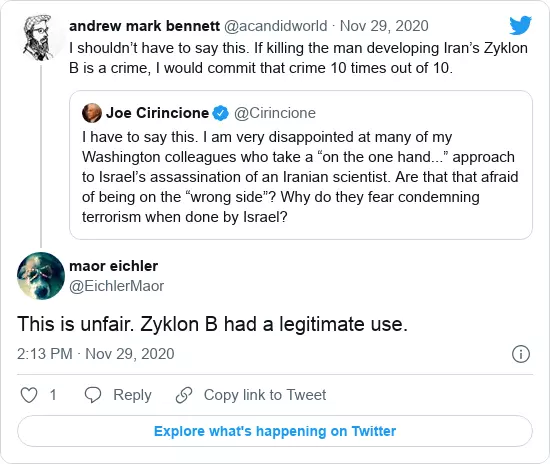 andrew mark bennett @acandidworld · Nov 29, 2020
I shouldn't have to say this. If killing the man developing Iran's Zyklon
B is a crime, I would commit that crime 10 times out of 10.
Joe Cirincione @Cirincione
I have to say this. I am very disappointed at many of my
Washington colleagues who take a “on the one hand...” approach
to Israel's assassination of an Iranian scientist. Are that that afraid
of being on the “wrong side”? Why do they fear condemning
terrorism when done by Israel?
maor eichler
@EichlerMaor
This is unfair. Zyklon B had a legitimate use.
2:13 PM · Nov 29, 2020
1 Reply Copy link to Tweet
Explore what's happening on Twitter